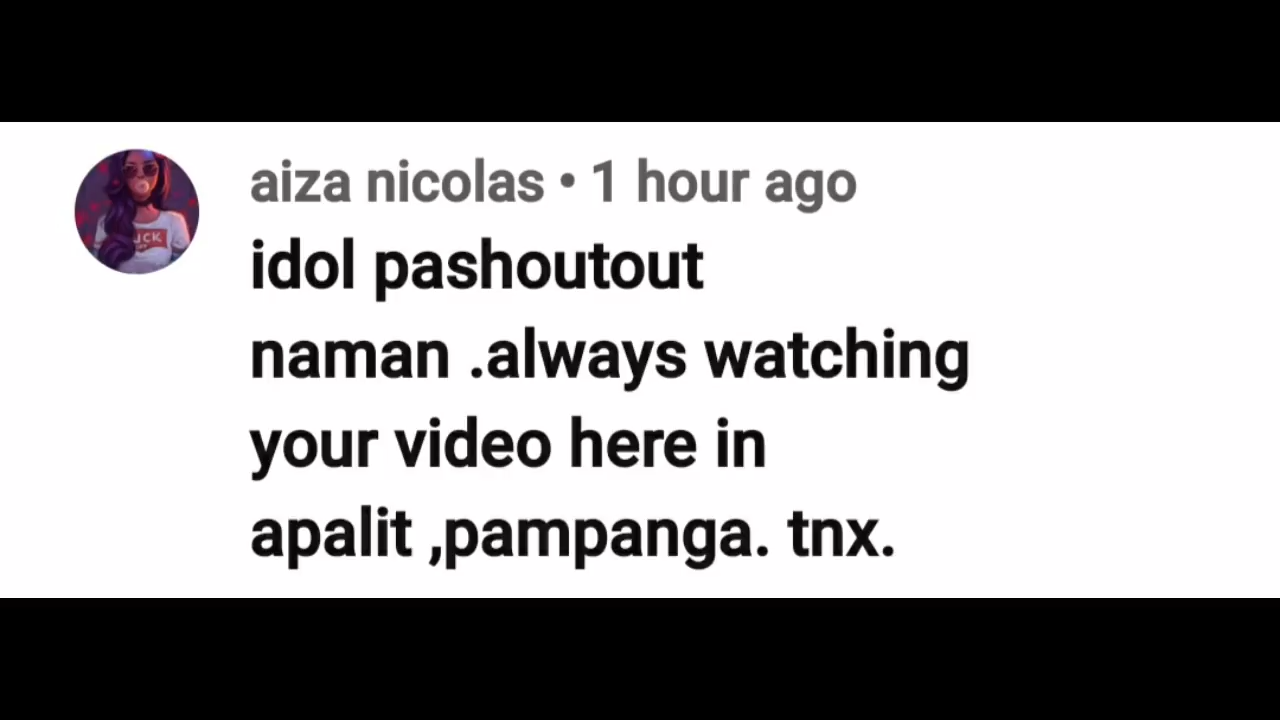 aiza nicolas • 1 hour ago
idol pashoutout
naman .always watching
your video here in
apalit ,pampanga. tnx.